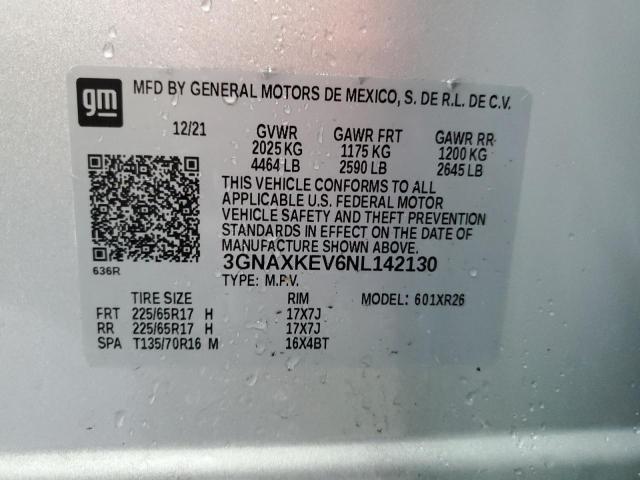 gm
MFD BY GENERAL MOTORS DE MEXICO, S. DE R.L. DE C.V.
12/21 GVWR GAWR FRT GAWR RR
2025 KG 1175 KG 1200 KG
4464 LB 2590 LB 2645 LB
THIS VEHICLE CONFORMS TO ALL
APPLICABLE U.S. FEDERAL MOTOR
VEHICLE SAFETY AND THEFT PREVENTION
STANDARDS IN EFFECT ON THE DATE OF
MANUFACTURE SHOWN ABOVE.
636R
3GNAXKEV6NL142130
TYPE: M.P.V.
TIRE SIZE RIM MODEL: 601XR26
FRT 225/65R17 H 17X7J
RR 225/65R17 H 17X7J
SPA T135/70R16 M 16X4BT